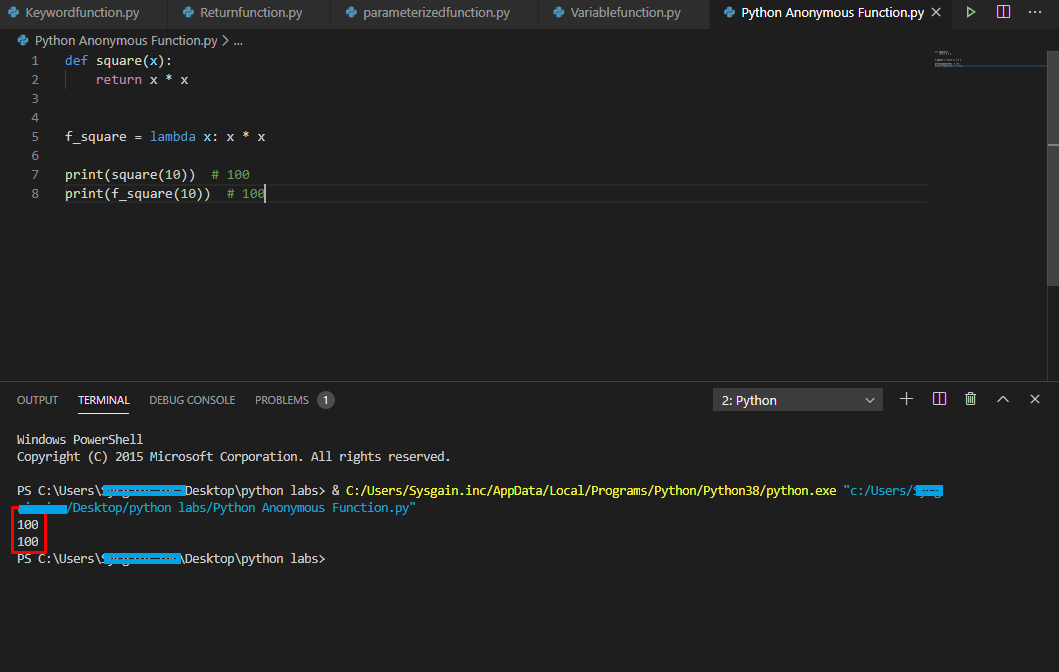 Keywordfunction.py Returnfunction.py parameterizedfunction.py Variablefunction.py Python Anonymous Function.py
Python Anonymous Function.py > ...
1 def square(x):
2 return x * x
3
4
5 f_square = lambda x: x * x
6
7 print(square(10)) # 100
8 print(f_square(10)) # 100
OUTPUT TERMINAL DEBUG CONSOLE PROBLEMS 1 2: Python
Windows PowerShell
Copyright (C) 2015 Microsoft Corporation. All rights reserved.
PS C:\Users\ Desktop\python labs> & C:/Users/Sysgain.inc/AppData/Local/Programs/Python/Python38/python.exe "c:/Users/
/Desktop/python labs/Python Anonymous Function.py"
100
100
PS C:\Users\ \Desktop\python labs>